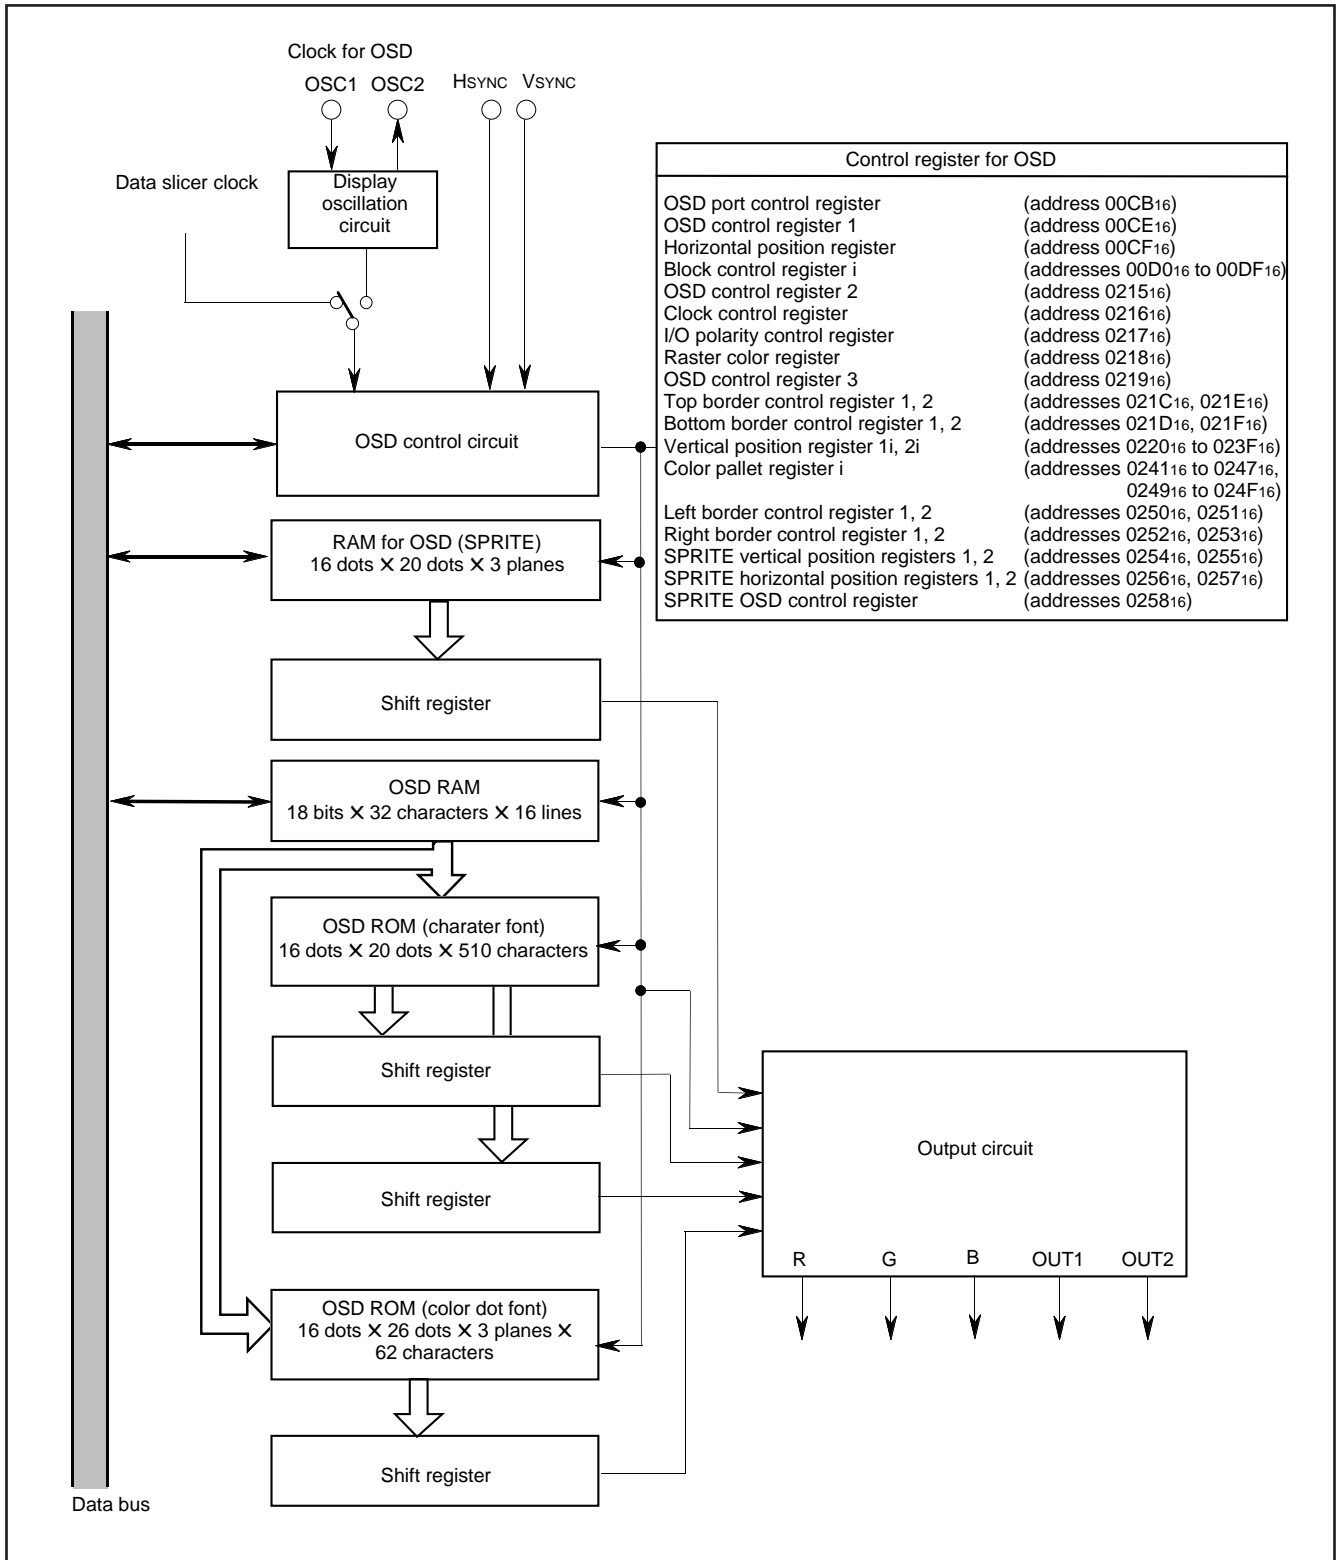 Clock for OSD
OSC1 OSC2 HSYNC VSYNC
Data slicer clock
Display
oscillation
circuit
Control register for OSD
OSD port control register (address 00CB16)
OSD control register 1 (address 00CE16)
Horizontal position register (address 00CF16)
Block control register i (addresses 00D016 to 00DF16)
OSD control register 2 (address 021516)
Clock control register (address 021616)
I/O polarity control register (address 021716)
Raster color register (address 021816)
OSD control register 3 (address 021916)
Top border control register 1, 2 (addresses 021C16, 021E16)
Bottom border control register 1, 2 (addresses 021D16, 021F16)
Vertical position register 1i, 2i (addresses 022016 to 023F16)
Color pallet register i (addresses 024116 to 024716,
024916 to 024F16)
Left border control register 1, 2 (addresses 025016, 025116)
Right border control register 1, 2 (addresses 025216, 025316)
SPRITE vertical position registers 1, 2 (addresses 025416, 025516)
SPRITE horizontal position registers 1, 2 (addresses 025616, 025716)
SPRITE OSD control register (addresses 025816)
OSD control circuit
RAM for OSD (SPRITE)
16 dots X 20 dots X 3 planes
Shift register
OSD RAM
18 bits X 32 characters X 16 lines
OSD ROM (charater font)
16 dots X 20 dots X 510 characters
Shift register
Shift register
Output circuit
R G B OUT1 OUT2
OSD ROM (color dot font)
16 dots X 26 dots X 3 planes X
62 characters
Shift register
Data bus